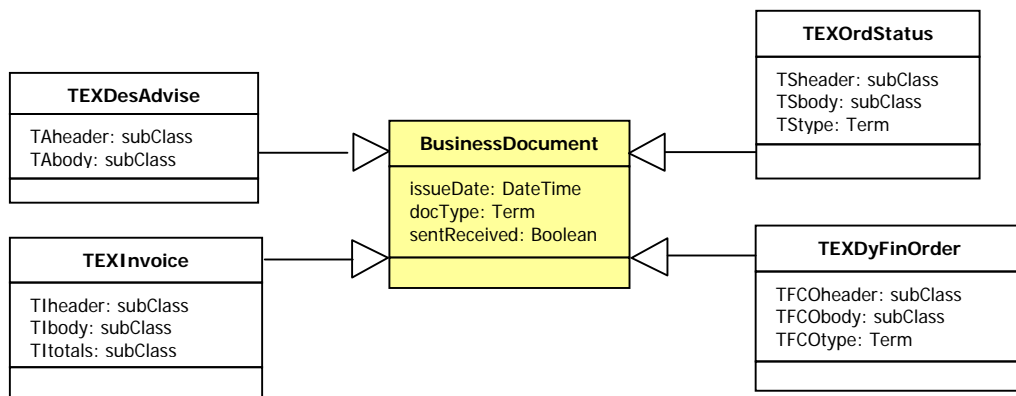 TEXOrdStatus
TSheader: subClass
TSbody: subClass
TStype: Term
TEXDesAdvise
TAheader: subClass
TAbody: subClass
BusinessDocument
issueDate: DateTime
docType: Term
sentReceived: Boolean
TEXInvoice
TIheader: subClass
TIbody: subClass
TItotals: subClass
TEXDyFinOrder
TFCOheader: subClass
TFCObody: subClass
TFCOtype: Term